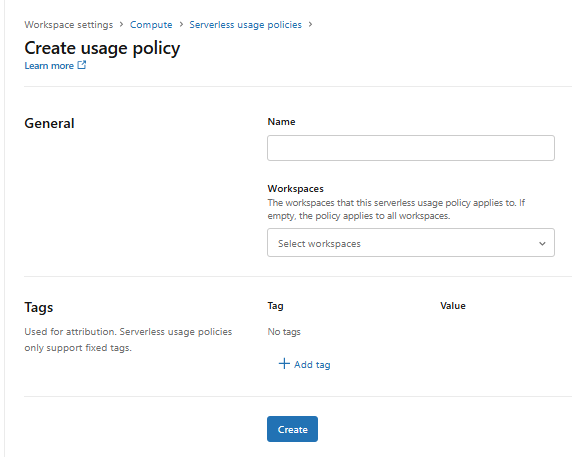 Workspace settings > Compute > Serverless usage policies >
Create usage policy
Learn more
General
Name
Workspaces
The workspaces that this serverless usage policy applies to. If
empty, the policy applies to all workspaces.
Select workspaces
Tags
Used for attribution. Serverless usage policies
only support fixed tags.
Tag Value
No tags
+ Add tag
Create